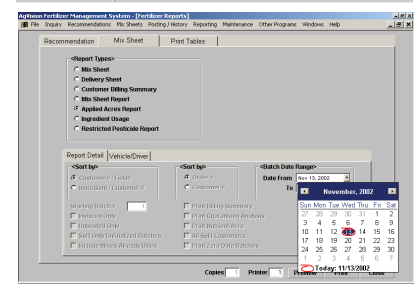 AgVision Fertilizer Management System - [Fertilizer Reports]
File Inquiry Recommendations Mix Sheets Posting / History Reporting Maintenance Other Programs Windows Help
Recommendation Mix Sheet Print Tables
<Report Types>
Mix Sheet
Delivery Sheet
Customer Billing Summary
Mix Sheet Report
Applied Acres Report
Ingredient Usage
Restricted Pesticide Report
Report Detail Vehicle/Driver
<Sort by> <Sort by> <Batch Date Range>
Customer# / Field# Order # Date From Nov 13, 2002
Ingredient / Customer # Customer # To
November, 2002
Sun Mon Tue Wed Thu Fri Sat
27 28 29 30 31 1 2
3 4 5 6 7 8 9
10 11 12 13 14 15 16
17 18 19 20 21 22 23
24 25 26 27 28 29 30
1 2 3 4 5 6 7
Today: 11/13/2002
Starting Batch # 1 Print Billing Summary
Invoiced Only Print Guaranteed Analysis
Unposted Only Print Nutrient/Acre
Sort Only Unrealized Batches All Split Customers
Include Mixes Already Billed Print Zero Date Batches
Copies 1 Printer 1 Preview Print Close